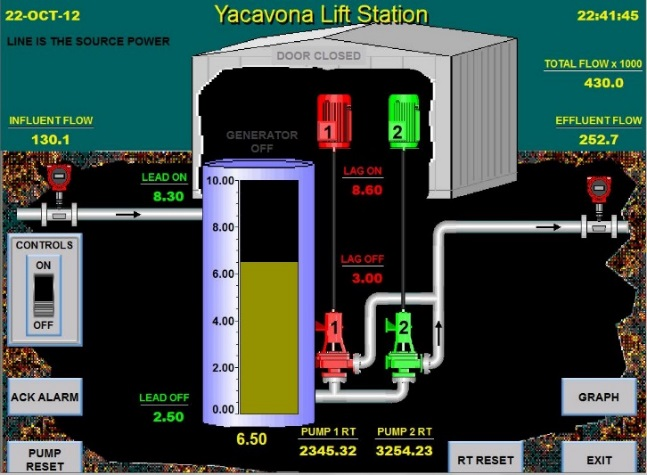 22-OCT-12
Yacavona Lift Station
22:41:45
LINE IS THE SOURCE POWER
DOOR CLOSED
TOTAL FLOW x 1000
430.0
INFLUENT FLOW
130.1
EFFLUENT FLOW
252.7
GENERATOR
OFF
1
2
LEAD ON
8.30
LAG ON
8.60
10.00
8.00
6.00
4.00
2.00
0.00
CONTROLS
ON
OFF
LAG OFF
3.00
1
2
ACK ALARM
LEAD OFF
2.50
GRAPH
6.50
PUMP 1 RT
2345.32
PUMP 2 RT
3254.23
PUMP
RESET
RT RESET
EXIT